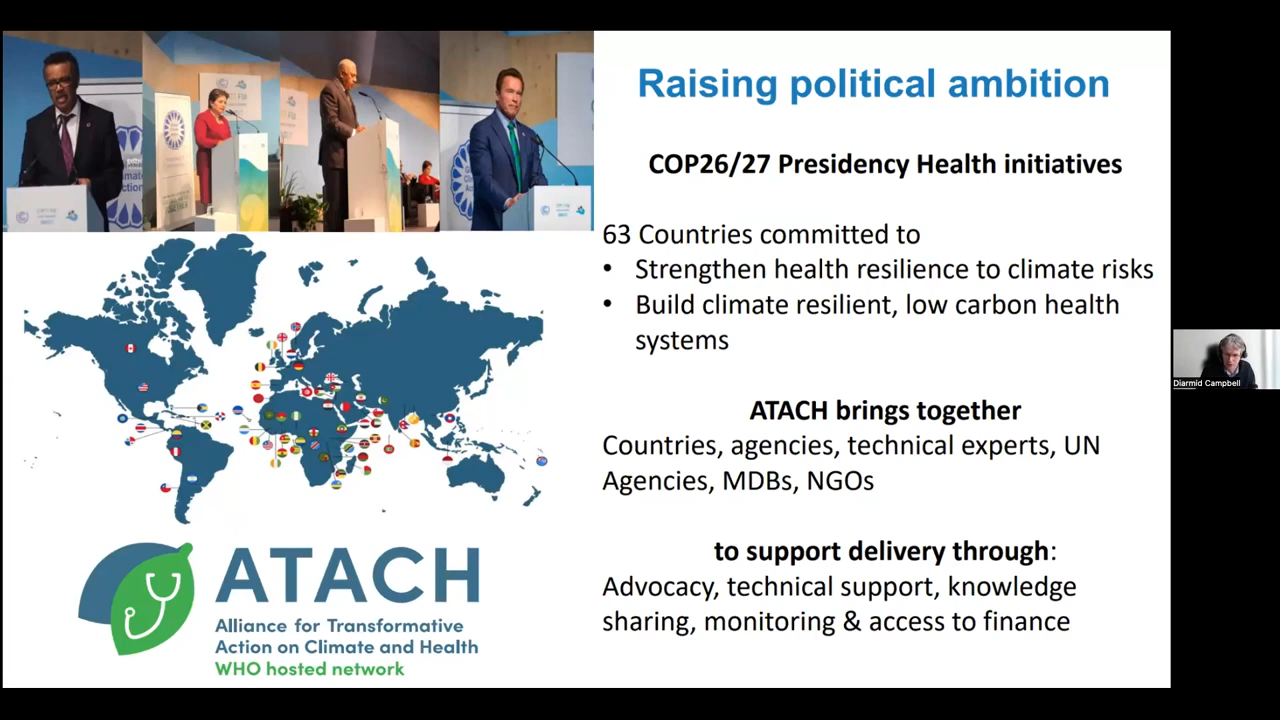 Raising political ambition
COP26/27 Presidency Health initiatives
63 Countries committed to
• Strengthen health resilience to climate risks
• Build climate resilient, low carbon health
systems
ATACH brings together
Countries, agencies, technical experts, UN
Agencies, MDBs, NGOs
to support delivery through:
Advocacy, technical support, knowledge
sharing, monitoring & access to finance
ATACH
Alliance for Transformative
Action on Climate and Health
WHO hosted network
Diarmid Campbell